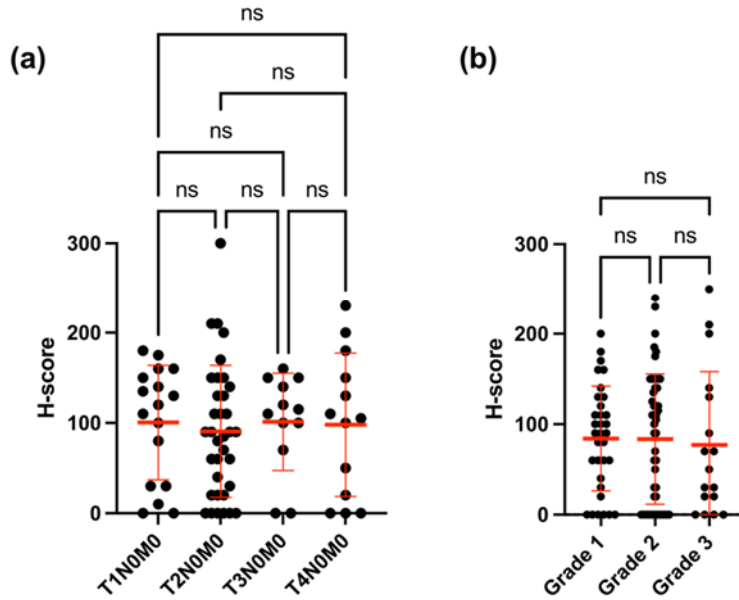 (a)
ns
ns
ns
ns ns ns
H-score
300
200
100
0
T1N0M0 T2N0M0 T3N0M0 T4N0M0
(b)
ns
ns ns
H-score
300
200
100
0
Grade 1 Grade 2 Grade 3